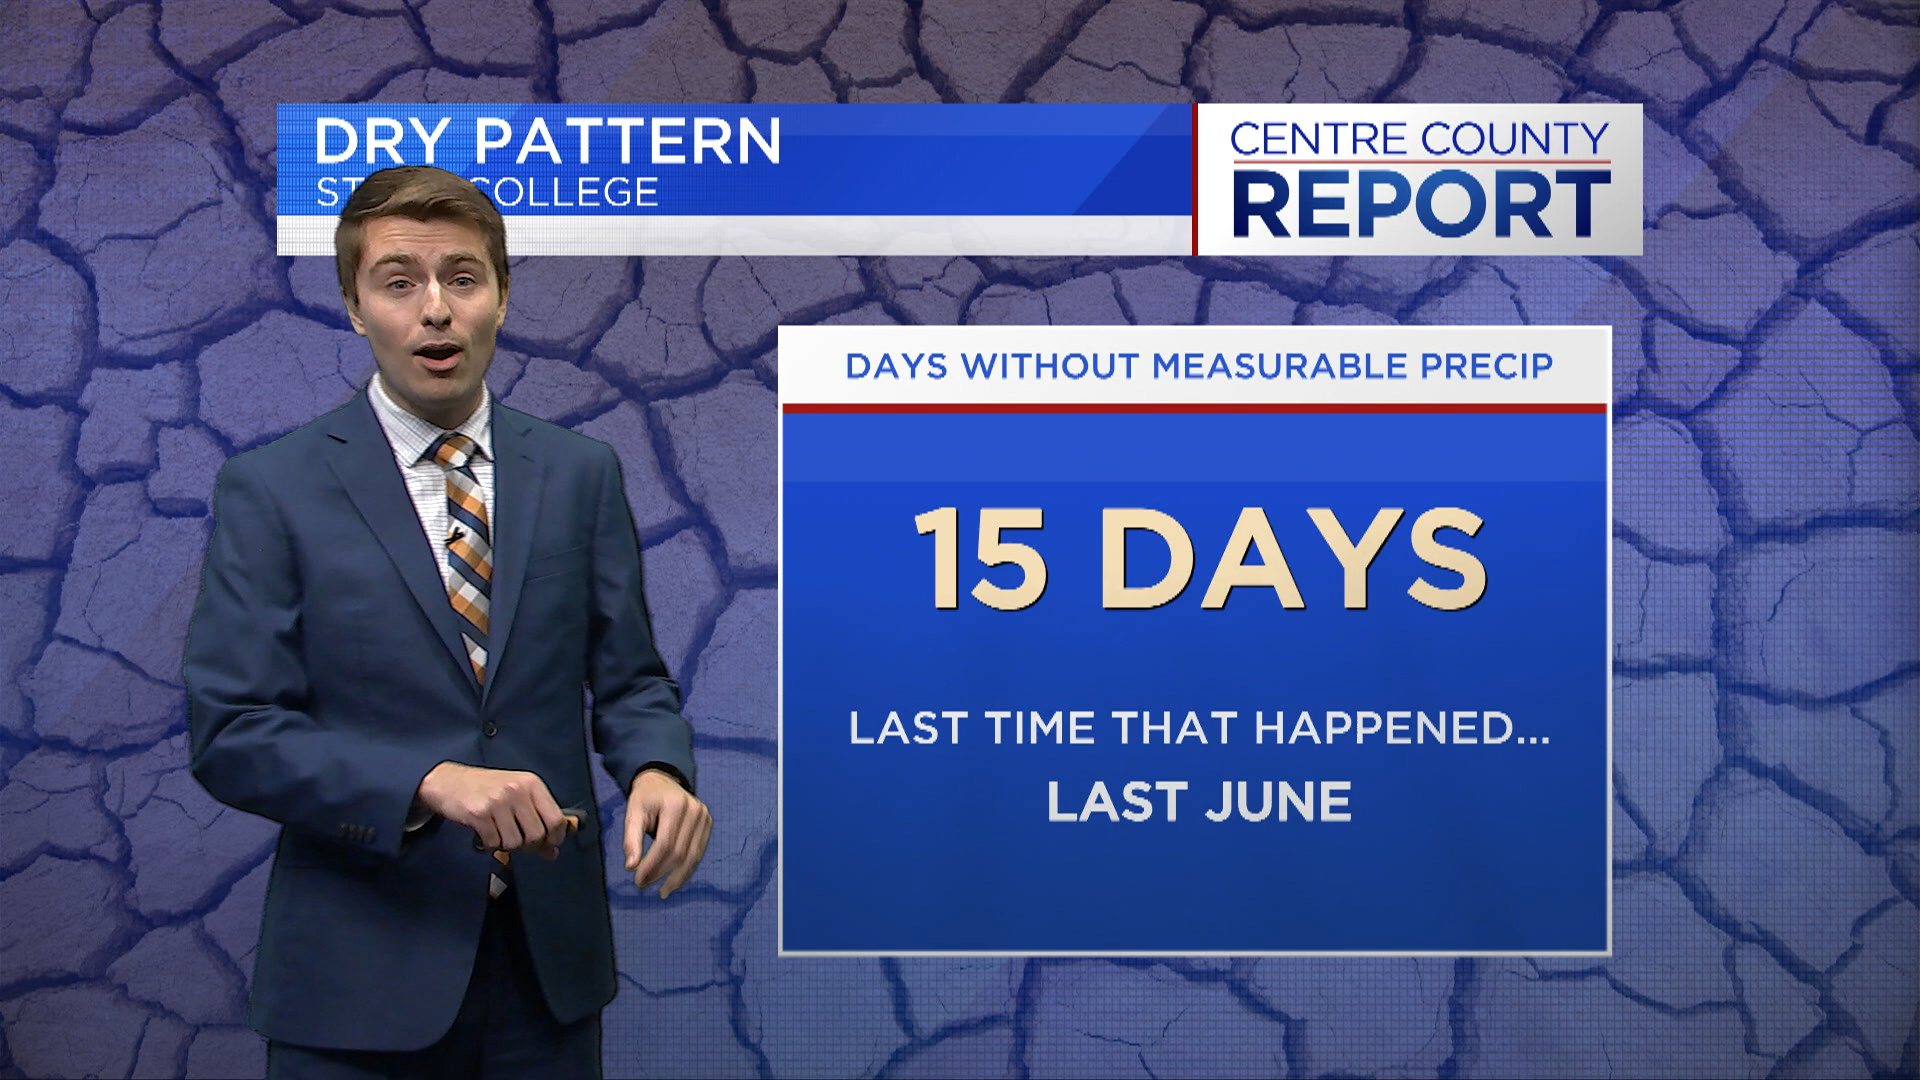 DRY PATTERN
COLLEGE
CENTRE COUNTY
REPORT
DAYS WITHOUT MEASURABLE PRECIP
15 DAYS
LAST TIME THAT HAPPENED...
LAST JUNE